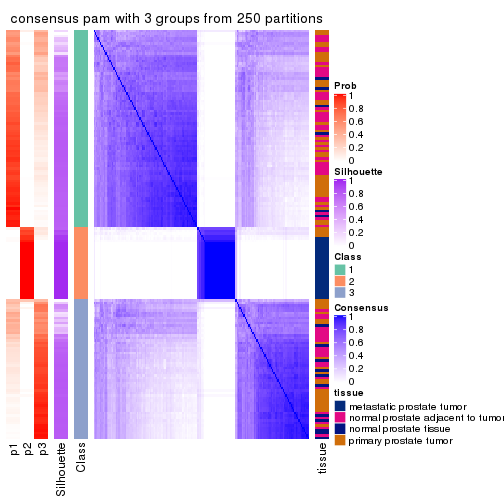 consensus pam with 3 groups from 250 partitions
Prob
1
0.8
0.6
0.4
0.2
0
Silhouette
1
0.8
0.6
0.4
0.2
0
Class
1
2
3
Consensus
1
0.8
0.6
0.4
0.2
0
tissue
metastatic prostate tumor
normal prostate adjacent to tumor
normal prostate tissue
primary prostate tumor
p1
p2
p3
Silhouette
Class
tissue